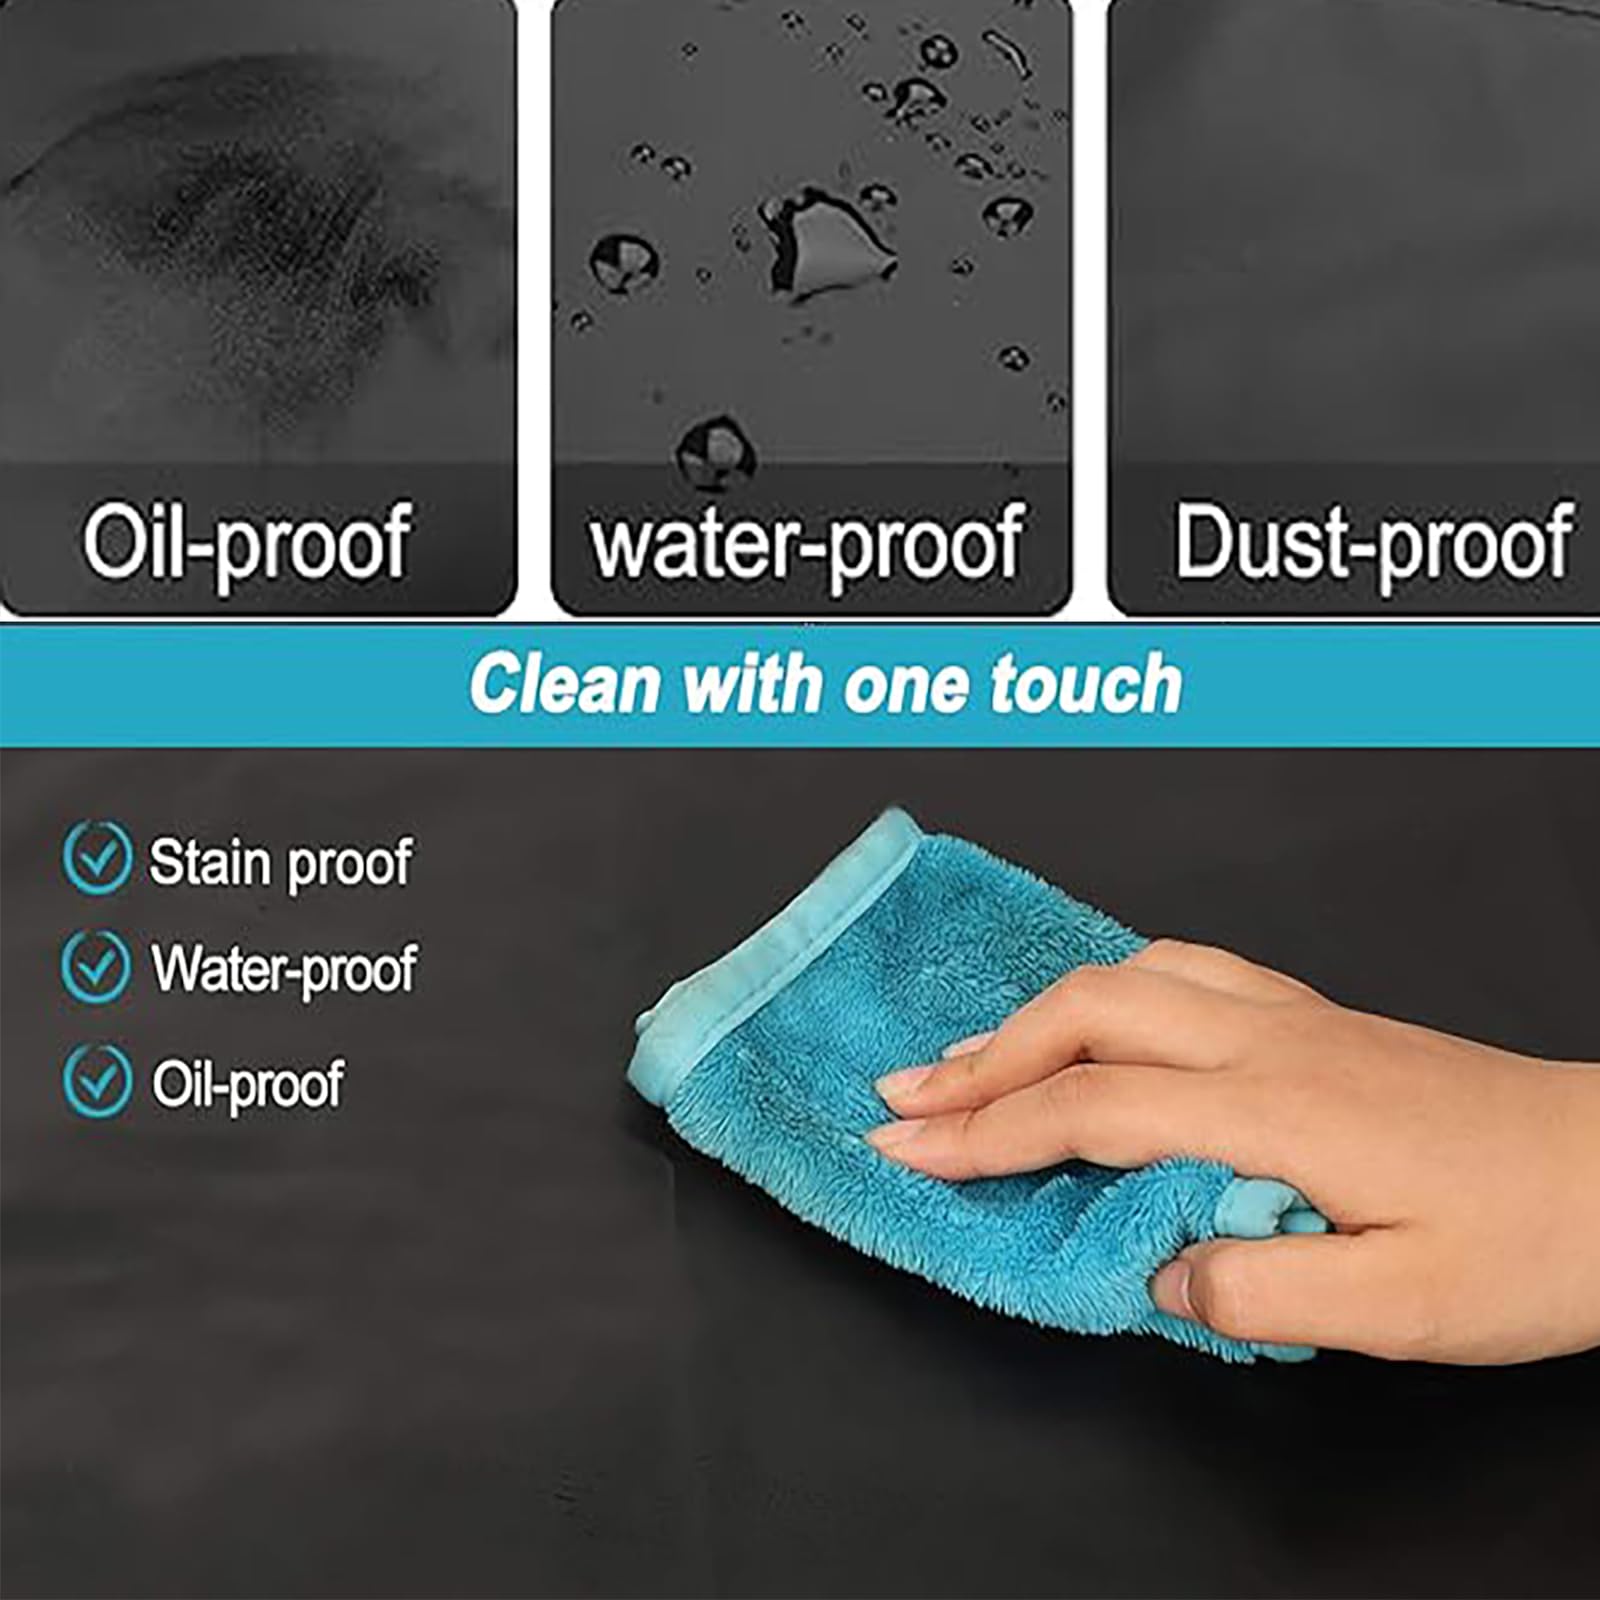 Oil-proof
water-proof
Dust-proof
Clean with one touch
Stain proof
Water-proof
Oil-proof